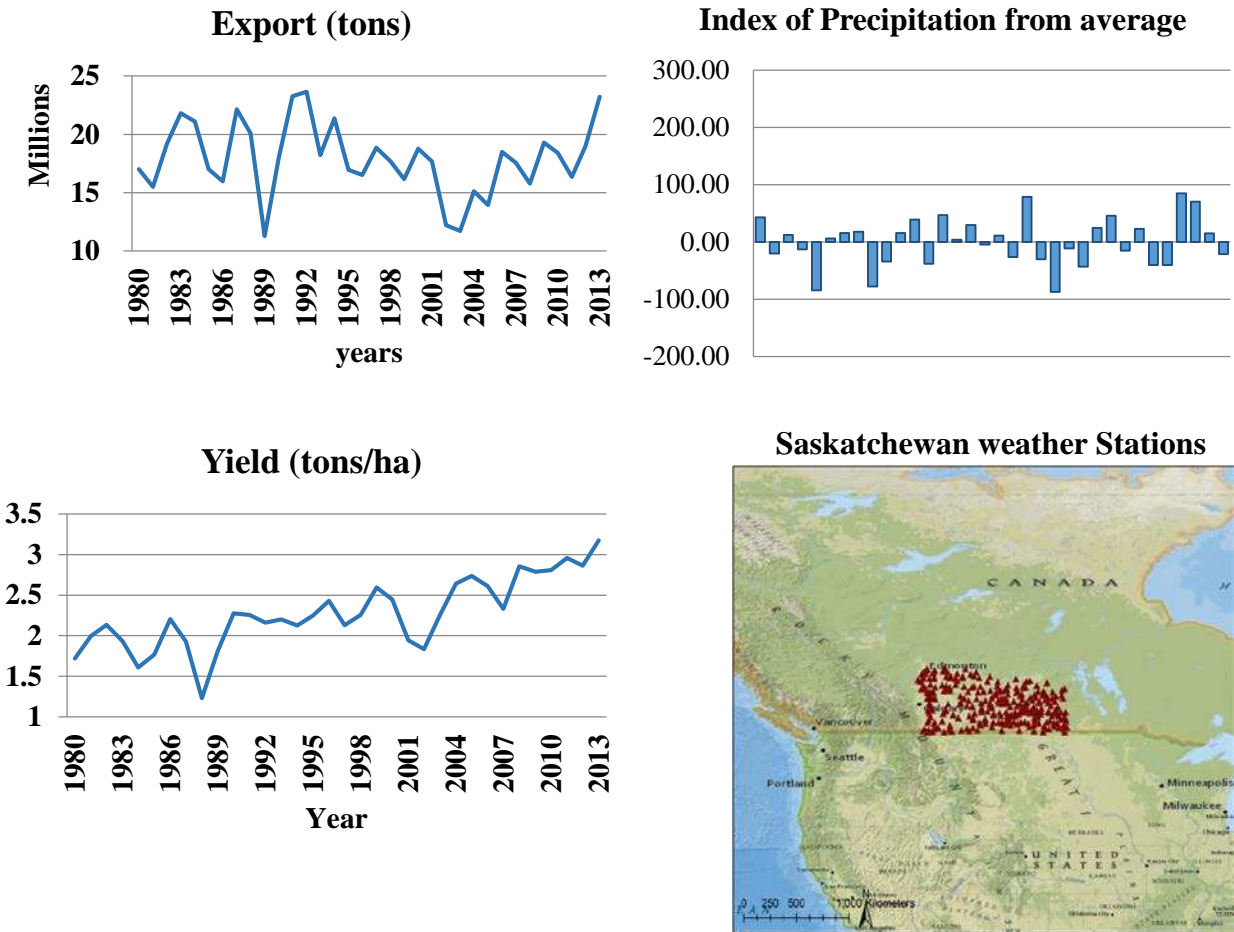 Export (tons)
Millions
25
20
15
10
1980
1983
1986
1989
1992
1995
1998
2001
2004
2007
2010
2013
years
Index of Precipitation from average
300.00
200.00
100.00
0.00
-100.00
-200.00
Yield (tons/ha)
3.5
3
2.5
2
1.5
1
1980
1983
1986
1989
1992
1995
1998
2001
2004
2007
2010
2013
Year
Saskatchewan weather Stations
CANADA
ROCKY MOUNTA
Edmonton
Vancouver
Seattle
Portland
GREAT
Minneapolis
Milwaukee
UNITED
STATES
0 250 500 1,000 Kilometers